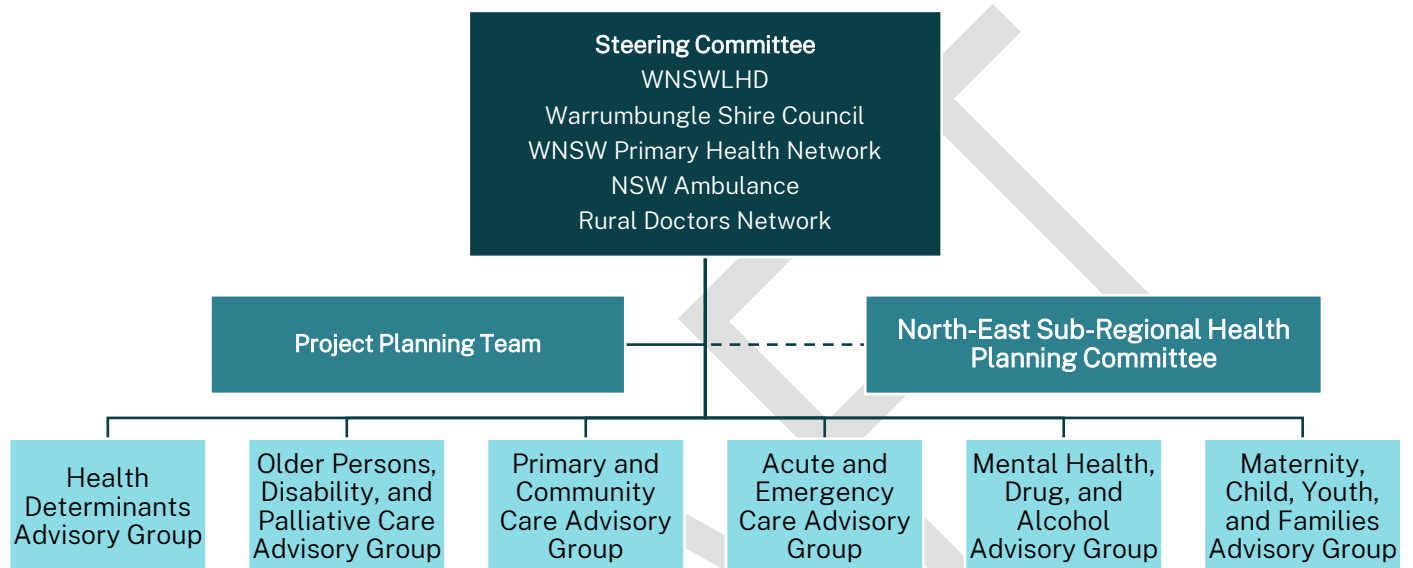 Steering Committee
WNSWLHD
Warrumbungle Shire Council
WNSW Primary Health Network
NSW Ambulance
Rural Doctors Network
Project Planning Team
North-East Sub-Regional Health
Planning Committee
Health
Determinants
Advisory Group
Older Persons,
Disability, and
Palliative Care
Advisory Group
Primary and
Community
Care Advisory
Group
Acute and
Emergency
Care Advisory
Group
Mental Health,
Drug, and
Alcohol
Advisory Group
Maternity,
Child, Youth,
and Families
Advisory Group